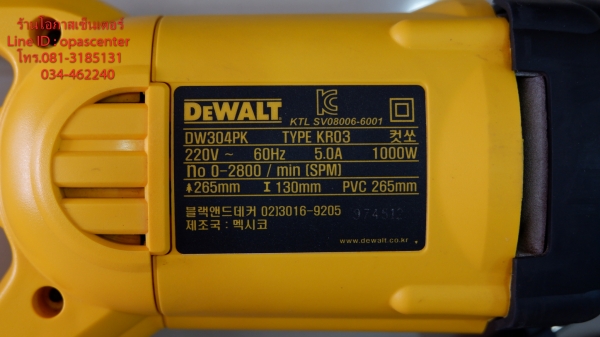 ร้านโอภาสเซ็นเตอร์
Line ID : opascenter
โทร.081-3185131
034-462240
DEWALT
KTL SV08006-6001
DW304PK TYPE KR03 컷쏘
220V ~ 60Hz 5.0A 1000W
no 0-2800 / min (SPM)
265mm I 130mm PVC 265mm
블랙앤드데커 02)3016-9205
제조국 : 멕시코
www.dewalt.co.kr